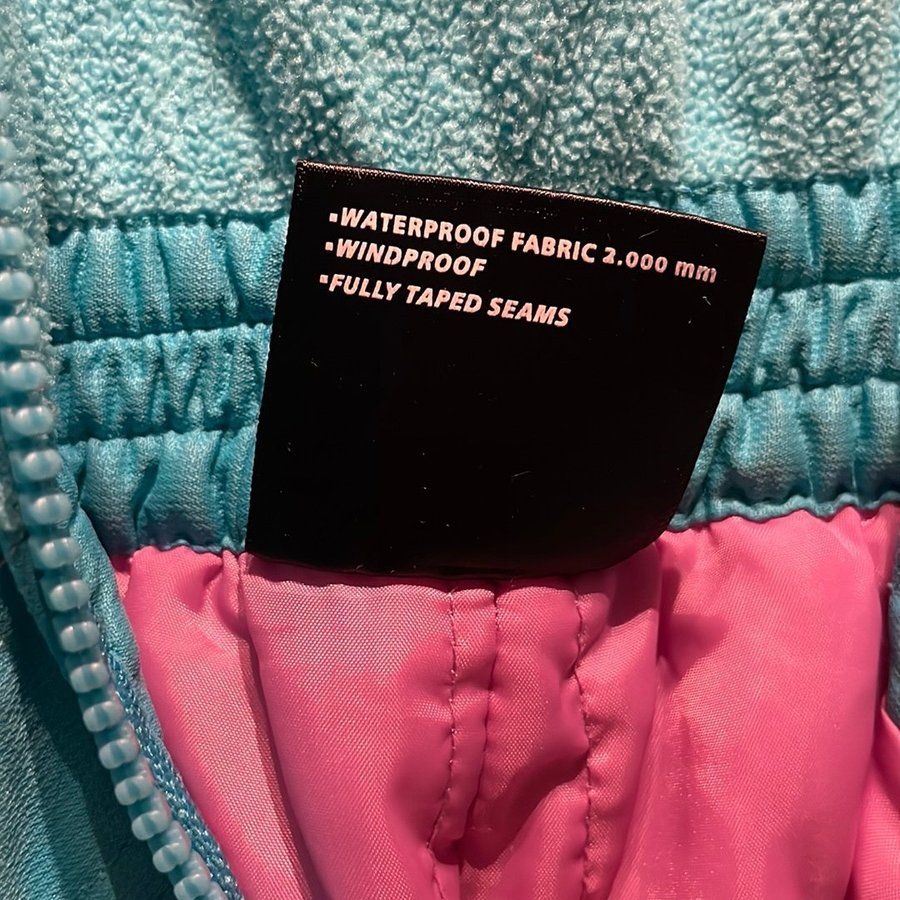 ▪WATERPROOF FABRIC 2.000 mm
▪WINDPROOF
▪FULLY TAPED SEAMS